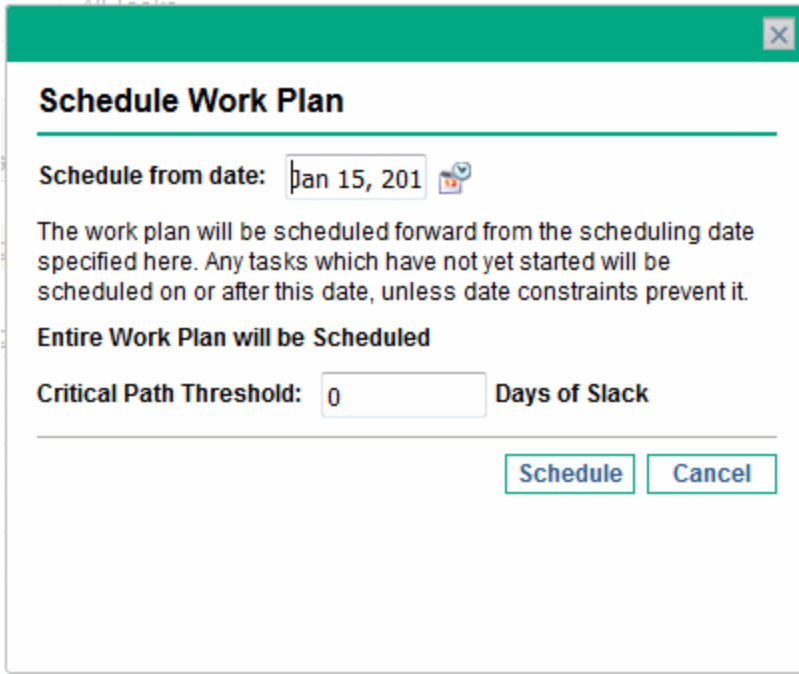 Schedule Work Plan
Schedule from date: Jan 15, 201
The work plan will be scheduled forward from the scheduling date
specified here. Any tasks which have not yet started will be
scheduled on or after this date, unless date constraints prevent it.
Entire Work Plan will be Scheduled
Critical Path Threshold: 0 Days of Slack
Schedule Cancel